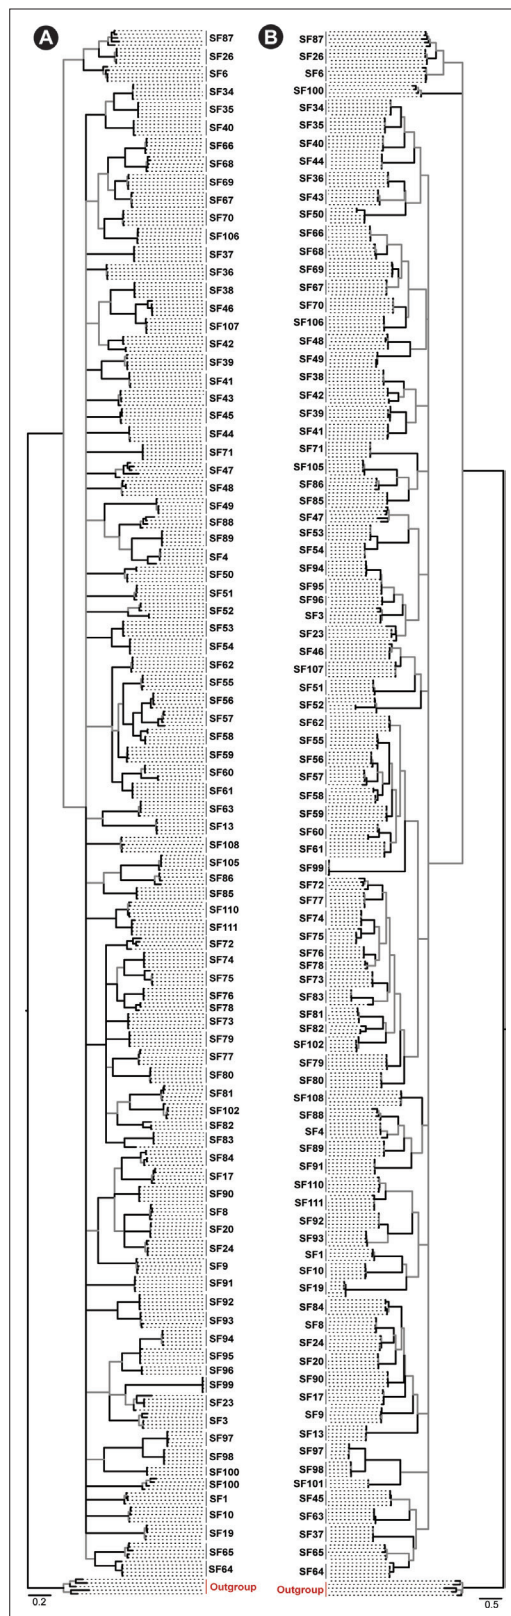 A
SF87
SF26
SF6
SF34
SF35
SF40
SF66
SF68
SF69
SF67
SF70
SF106
SF37
SF36
SF38
SF46
SF107
SF42
SF39
SF41
SF43
SF45
SF44
SF71
SF47
SF48
SF49
SF88
SF89
SF4
SF50
SF51
SF52
SF53
SF54
SF62
SF55
SF56
SF57
SF58
SF59
SF60
SF61
SF63
SF13
SF108
SF105
SF86
SF85
SF110
SF111
SF72
SF74
SF75
SF76
SF78
SF73
SF79
SF77
SF80
SF81
SF102
SF82
SF83
SF84
SF17
SF90
SF8
SF20
SF24
SF9
SF91
SF92
SF93
SF94
SF95
SF96
SF99
SF23
SF3
SF97
SF98
SF100
SF100
SF1
SF10
SF19
SF65
SF64
Outgroup
0.2
B
SF87
SF26
SF6
SF100
SF34
SF35
SF40
SF44
SF36
SF43
SF50
SF66
SF68
SF69
SF67
SF70
SF106
SF48
SF49
SF38
SF42
SF39
SF41
SF71
SF105
SF86
SF85
SF47
SF53
SF54
SF94
SF95
SF96
SF3
SF23
SF46
SF107
SF51
SF52
SF62
SF55
SF56
SF57
SF58
SF59
SF60
SF61
SF99
SF72
SF77
SF74
SF75
SF76
SF78
SF73
SF83
SF81
SF82
SF102
SF79
SF80
SF108
SF88
SF4
SF89
SF91
SF110
SF111
SF92
SF93
SF1
SF10
SF19
SF84
SF8
SF24
SF20
SF90
SF17
SF9
SF13
SF97
SF98
SF101
SF45
SF63
SF37
SF65
SF64
Outgroup
0.5